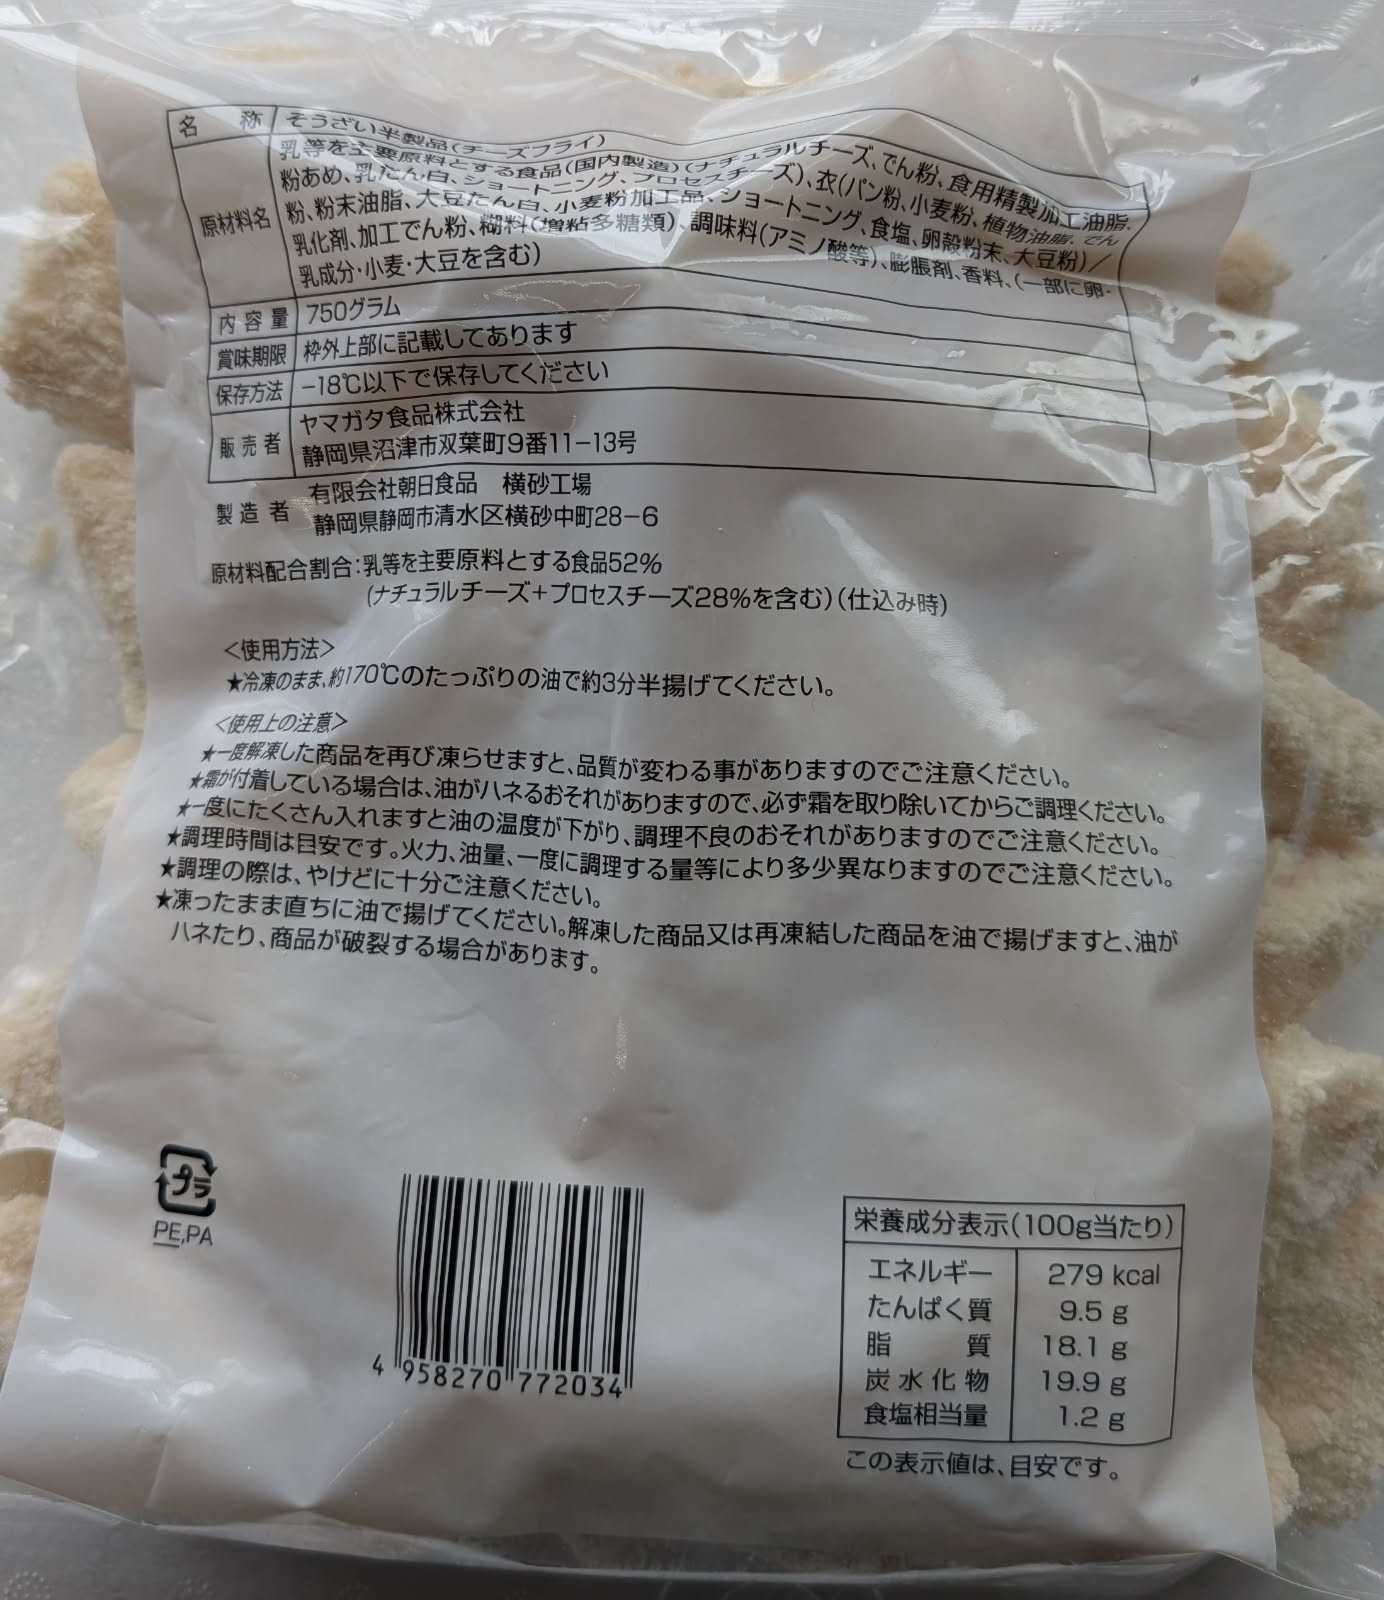 名称 そうざい半製品(チーズフライ)
原材料名 乳等を主要原料とする食品(国内製造)(ナチュラルチーズ、でん粉、食用精製加工油脂、
粉あめ、乳たん白、ショートニング、プロセスチーズ)、衣(パン粉、小麦粉、植物油脂、でん
粉、粉末油脂、大豆たん白、小麦粉加工品、ショートニング、食塩、卵殻粉末、大豆粉)/
乳化剤、加工でん粉、糊料(増粘多糖類)、調味料(アミノ酸等)、膨脹剤、香料、(一部に卵・
乳成分・小麦・大豆を含む)
内容量 750グラム
賞味期限 枠外上部に記載してあります
保存方法 -18℃以下で保存してください
販売者 ヤマガタ食品株式会社
静岡県沼津市双葉町9番11-13号
製造者 有限会社朝日食品 横砂工場
静岡県静岡市清水区横砂中町28-6
原材料配合割合:乳等を主要原料とする食品52%
(ナチュラルチーズ+プロセスチーズ28%を含む)(仕込み時)
<使用方法>
★冷凍のまま、約170℃のたっぷりの油で約3分半揚げてください。
<使用上の注意>
★一度解凍した商品を再び凍らせますと、品質が変わる事がありますのでご注意ください。
★霜が付着している場合は、油がハネるおそれがありますので、必ず霜を取り除いてからご調理ください。
★一度にたくさん入れますと油の温度が下がり、調理不良のおそれがありますのでご注意ください。
★調理時間は目安です。火力、油量、一度に調理する量等により多少異なりますのでご注意ください。
★調理の際は、やけどに十分ご注意ください。
★凍ったまま直ちに油で揚げてください。解凍した商品又は再凍結した商品を油で揚げますと、油が
ハネたり、商品が破裂する場合があります。
プラ
PE,PA
4 958270 772034
栄養成分表示(100g当たり)
エネルギー 279 kcal
たんぱく質 9.5 g
脂質 18.1 g
炭水化物 19.9 g
食塩相当量 1.2 g
この表示値は、目安です。